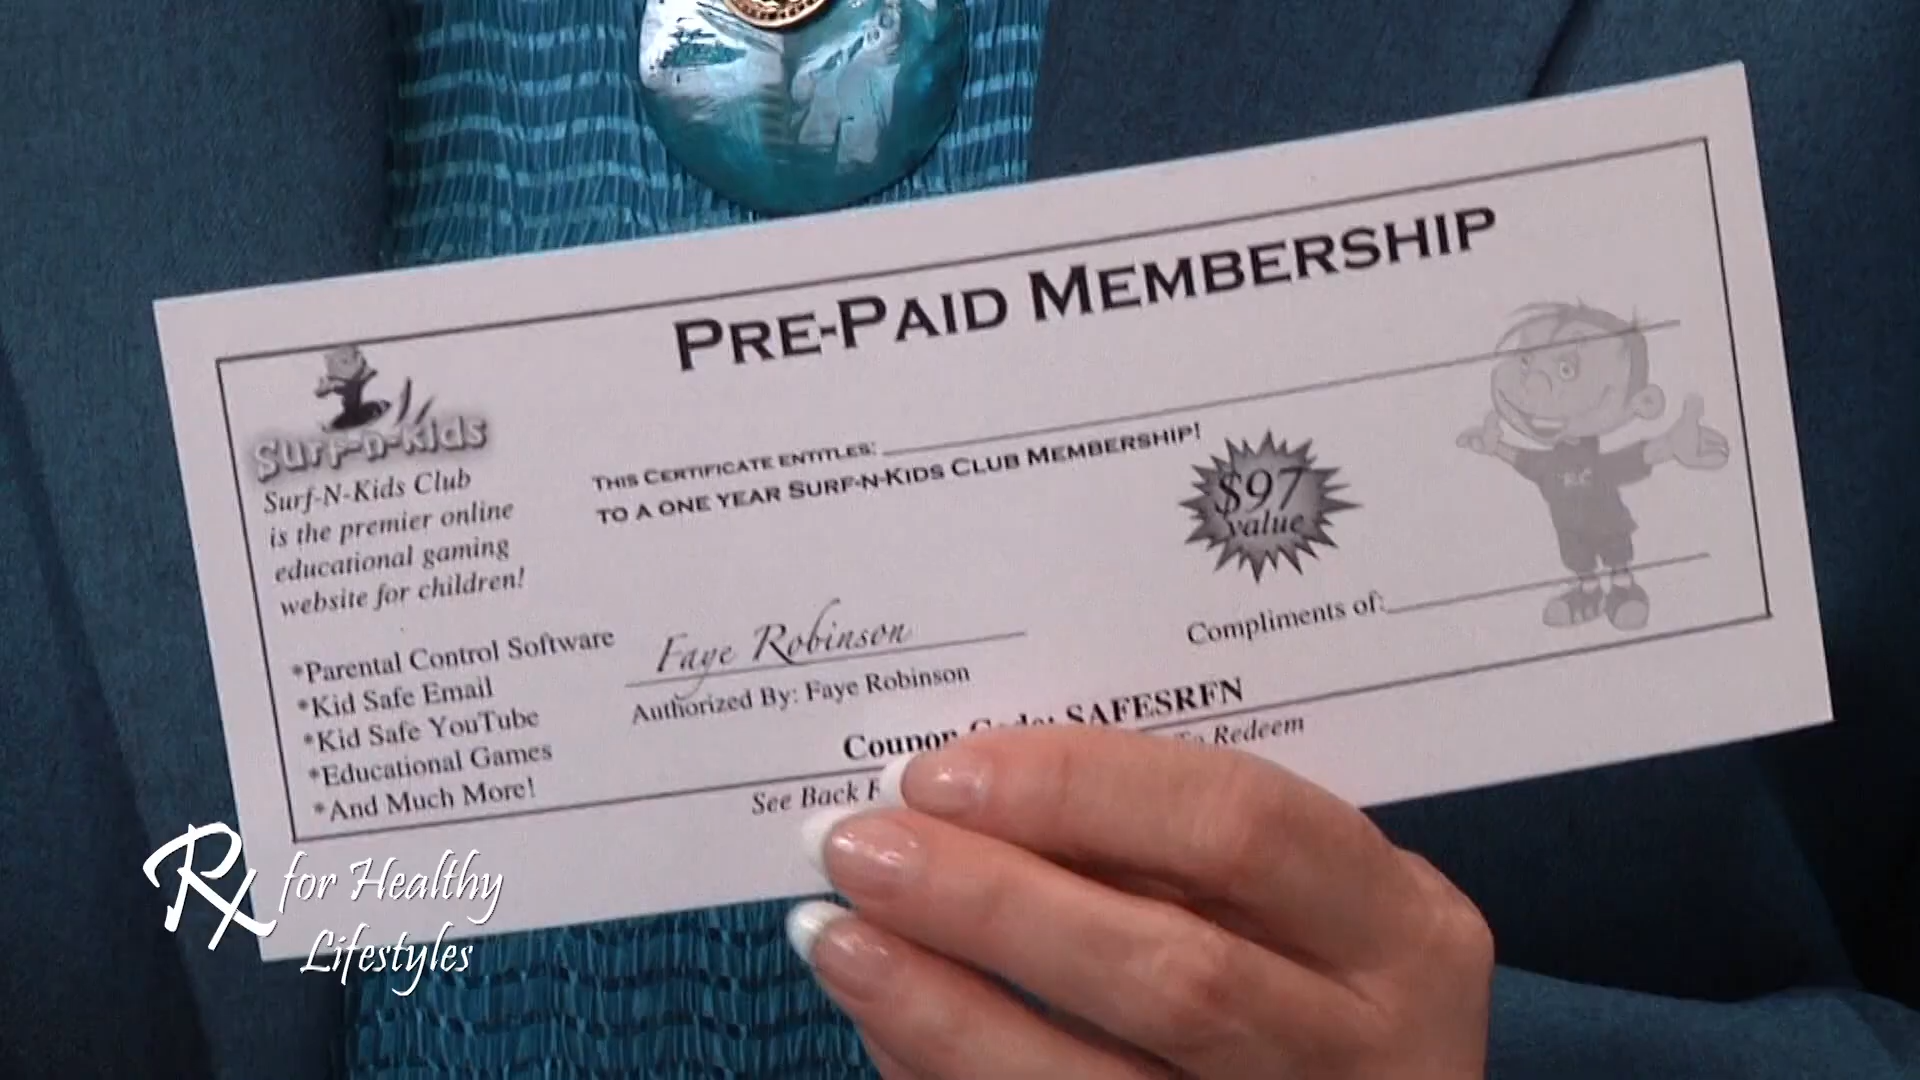 PRE-PAID MEMBERSHIP
Surf-n-Kids
Surf-N-Kids Club
is the premier online
educational gaming
website for children!
*Parental Control Software
*Kid Safe Email
*Kid Safe YouTube
*Educational Games
*And Much More!
THIS CERTIFICATE ENTITLES:
TO A ONE YEAR SURF-N-KIDS CLUB MEMBERSHIP!
$97
value
Faye Robinson
Authorized By: Faye Robinson
Compliments of:
Coupon Code: SAFESRFN
See Back To Redeem
Rx for Healthy
Lifestyles